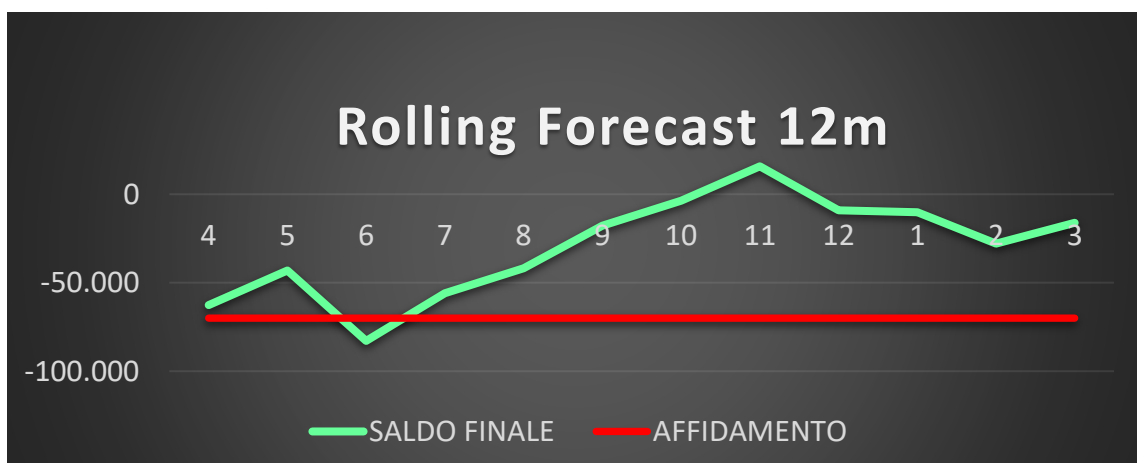 Rolling Forecast 12m
0
4 5 6 7 8 9 10 11 12 1 2 3
-50.000
-100.000
SALDO FINALE AFFIDAMENTO